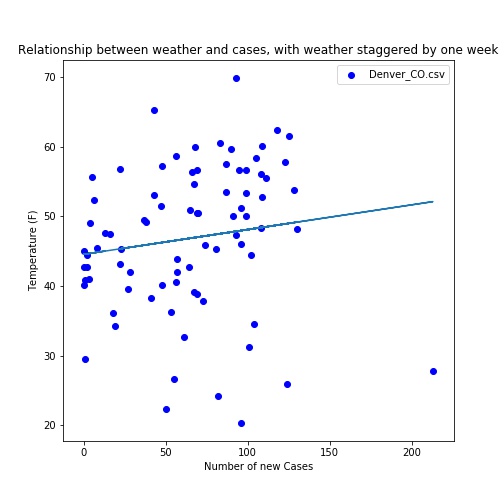 Relationship between weather and cases, with weather staggered by one week
Denver_CO.csv
70
60
50
40
30
20
Temperature (F)
0
50
100
150
200
Number of new Cases